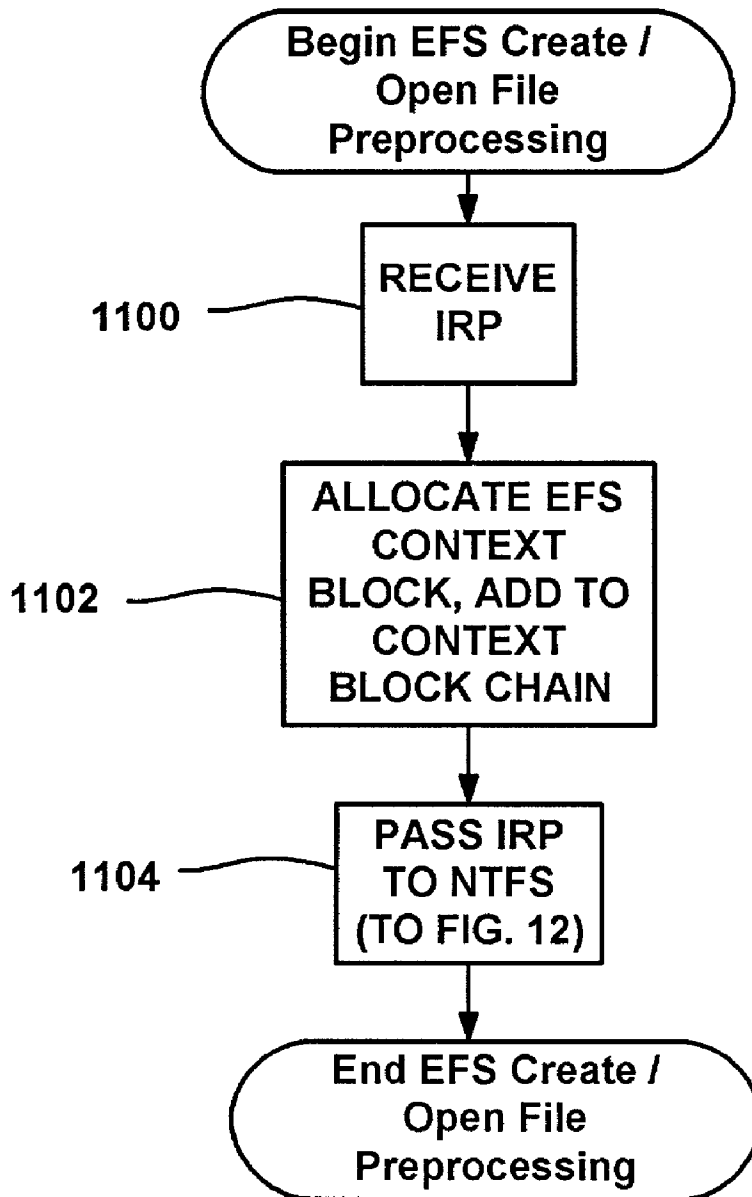 Begin EFS Create /
Open File
Preprocessing
RECEIVE
IRP
1100
ALLOCATE EFS
CONTEXT
BLOCK, ADD TO
CONTEXT
BLOCK CHAIN
1102
PASS IRP
TO NTFS
(TO FIG. 12)
1104
End EFS Create /
Open File
Preprocessing